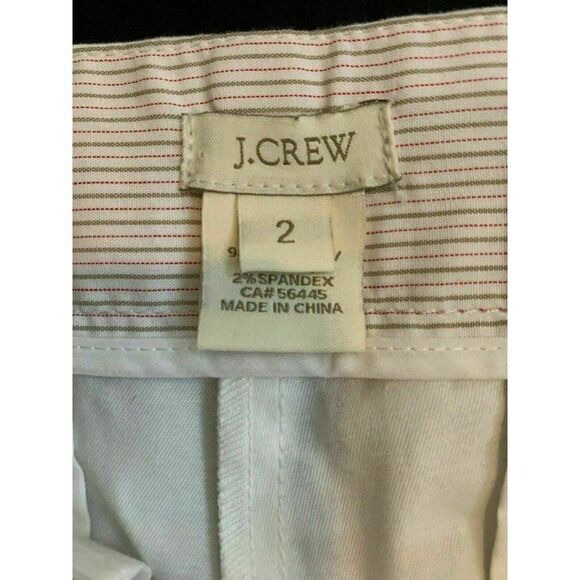 J.CREW
2
2%SPANDEX
CA# 56445
MADE IN CHINA